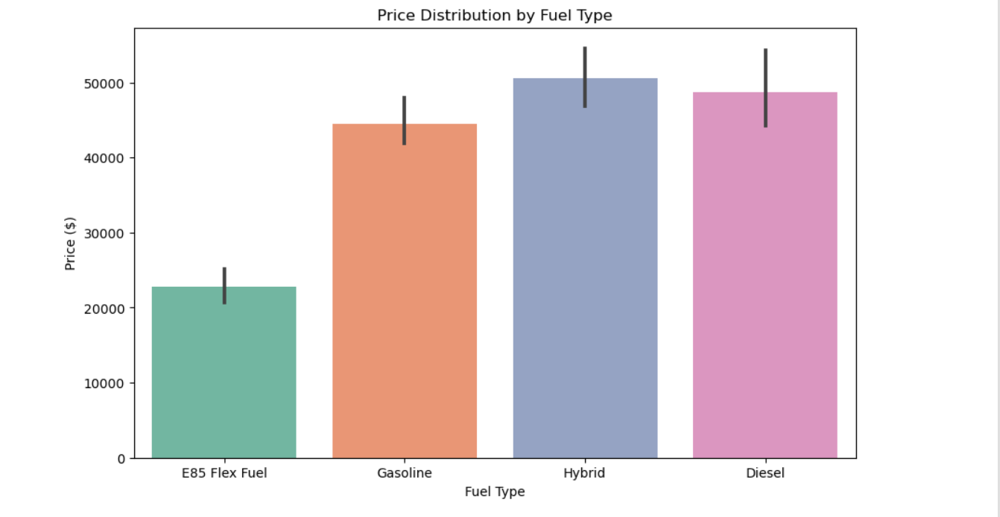 Price Distribution by Fuel Type
Price ($)
50000
40000
30000
20000
10000
0
E85 Flex Fuel Gasoline Hybrid Diesel
Fuel Type